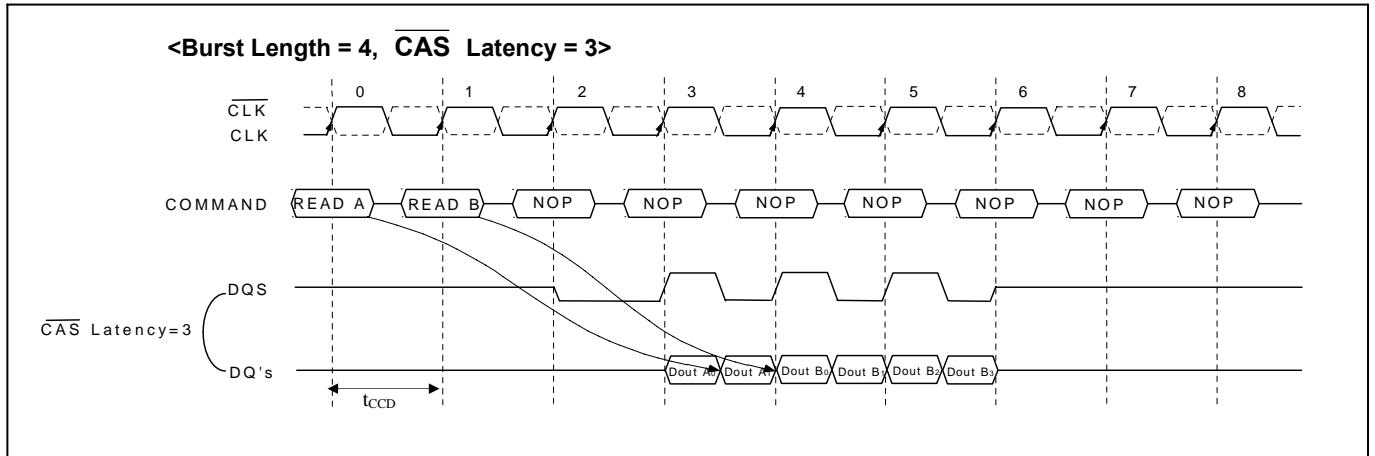 <Burst Length = 4, CAS Latency = 3>
0 1 2 3 4 5 6 7 8
CLK
CLK
COMMAND READ A READ B NOP NOP NOP NOP NOP NOP NOP
DQS
CAS Latency=3
DQ's Dout A0 Dout A1 Dout B0 Dout B1 Dout B2 Dout B3
tCCD